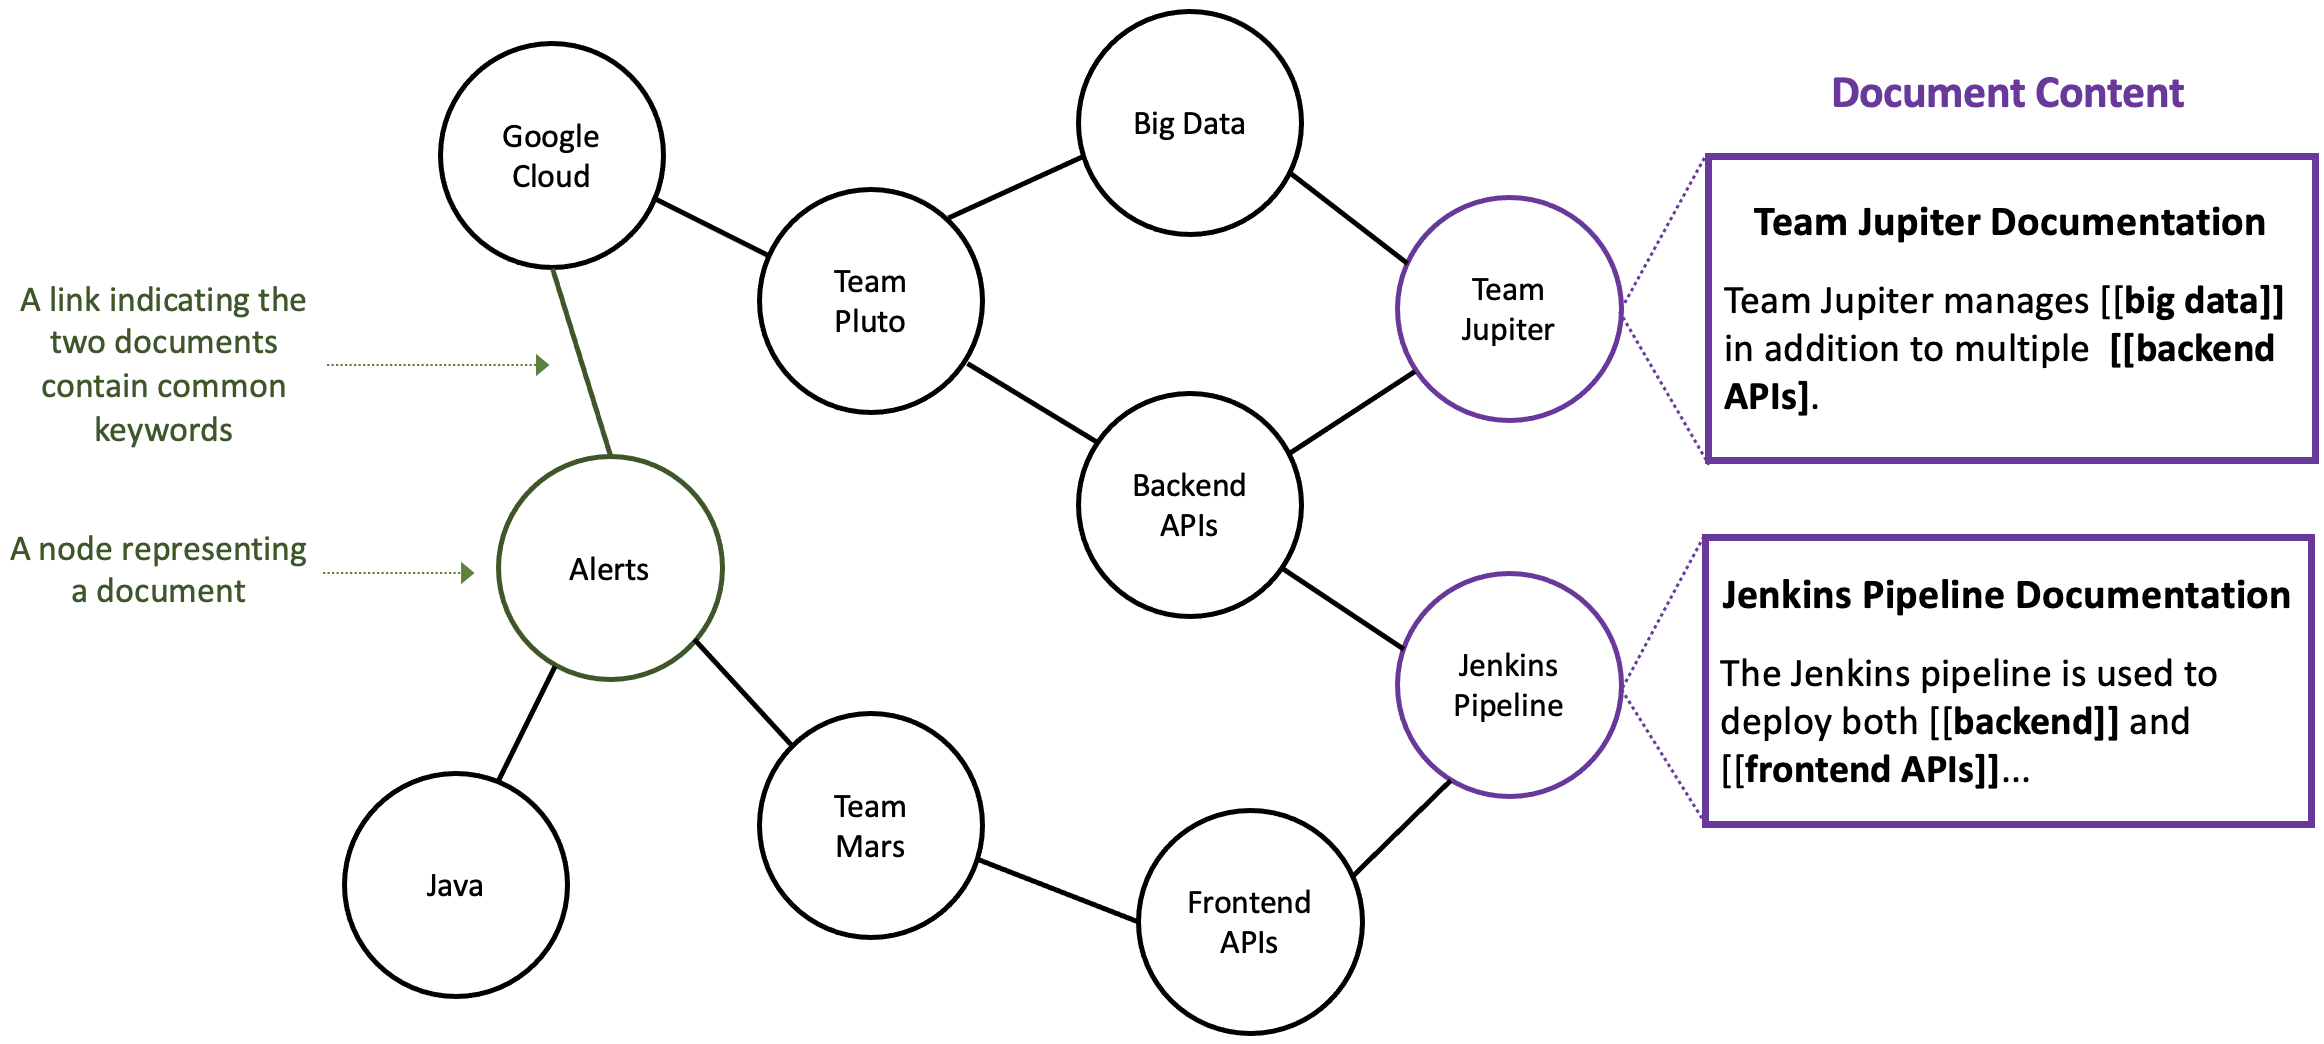 Google
Cloud
Big Data
Team
Pluto
Team
Jupiter
Backend
APIs
Alerts
Jenkins
Pipeline
Team
Mars
Java
Frontend
APIs
A link indicating the
two documents
contain common
keywords
A node representing
a document
Document Content
Team Jupiter Documentation
Team Jupiter manages [[big data]]
in addition to multiple [[backend
APIs].
Jenkins Pipeline Documentation
The Jenkins pipeline is used to
deploy both [[backend]] and
[[frontend APIs]]...